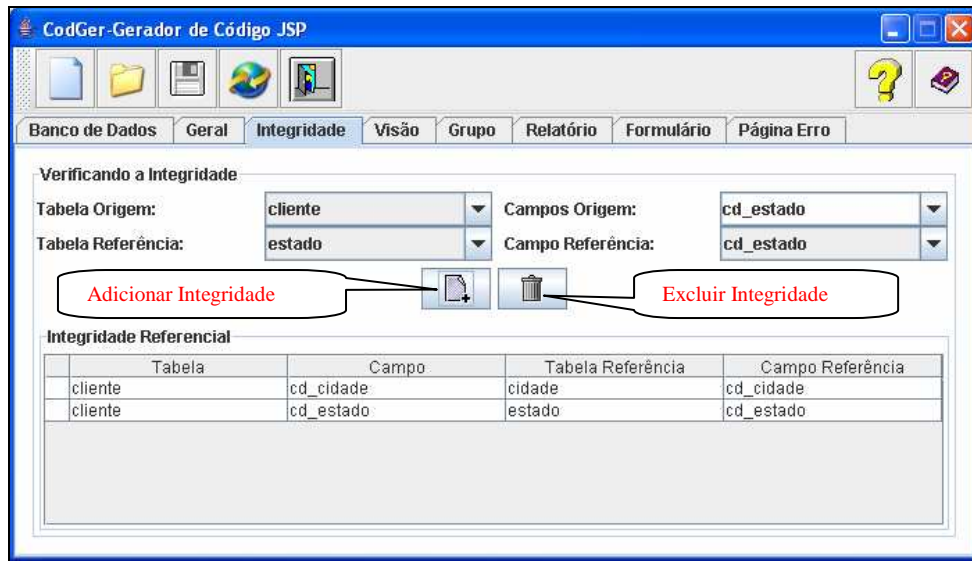 CodGer-Gerador de Código JSP
Banco de Dados Geral Integridade Visão Grupo Relatório Formulário Página Erro
Verificando a Integridade
Tabela Origem: cliente Campos Origem: cd_estado
Tabela Referência: estado Campo Referência: cd_estado
Adicionar Integridade Excluir Integridade
Integridade Referencial
Tabela Campo Tabela Referência Campo Referência
cliente cd_cidade cidade cd_cidade
cliente cd_estado estado cd_estado